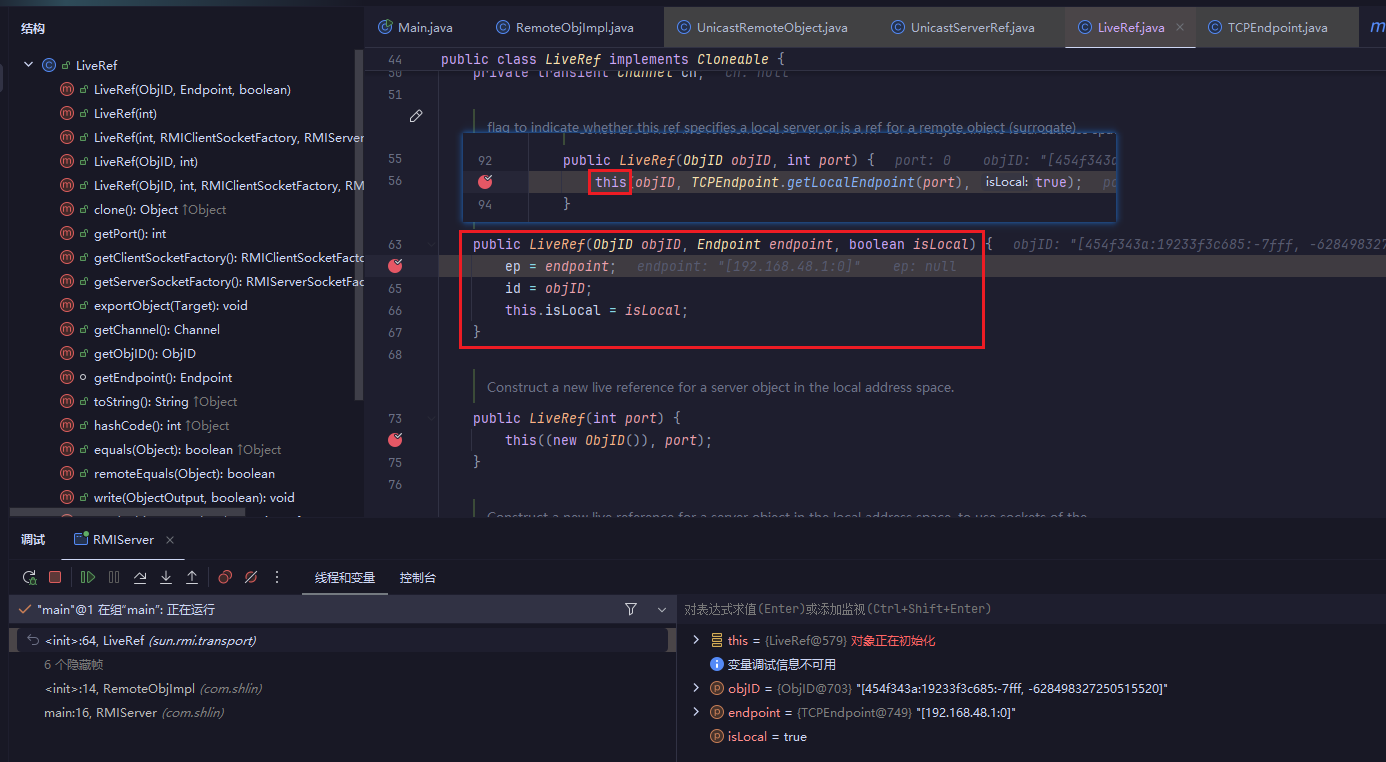 结构
Main.java
RemoteObjImpl.java
UnicastRemoteObject.java
UnicastServerRef.java
LiveRef.java
TCPEndpoint.java
LiveRef
LiveRef(ObjID, Endpoint, boolean)
LiveRef(int)
LiveRef(int, RMIClientSocketFactory, RMIServer
LiveRef(ObjID, int)
LiveRef(ObjID, int, RMIClientSocketFactory, RM
clone(): Object ↑Object
getPort(): int
getClientSocketFactory(): RMIClientSocketFacto
getServerSocketFactory(): RMIServerSocketFac
exportObject(Target): void
getChannel(): Channel
getObjID(): ObjID
getEndpoint(): Endpoint
toString(): String ↑Object
hashCode(): int ↑Object
equals(Object): boolean ↑Object
remoteEquals(Object): boolean
write(ObjectOutput, boolean): void
44 public class LiveRef implements Cloneable {
50 private transient Channel ch; ch: null
51
flag to indicate whether this ref specifies a local server or is a ref for a remote object (surrogate)
55
56
92 public LiveRef(ObjID objID, int port) { port: 0 objID: "[454f343a
this(objID, TCPEndpoint.getLocalEndpoint(port), isLocal: true);
94 }
63 public LiveRef(ObjID objID, Endpoint endpoint, boolean isLocal) { objID: "[454f343a:19233f3c685:-7fff, -628498327
ep = endpoint; endpoint: "[192.168.48.1:0]" ep: null
65 id = objID;
66 this.isLocal = isLocal;
67 }
68
Construct a new live reference for a server object in the local address space.
73 public LiveRef(int port) {
this((new ObjID()), port);
75 }
76
Construct a new live reference for a server object in the local address space, to use sockets of the
调试
RMIServer
线程和变量
控制台
"main"@1 在组"main": 正在运行
<init>:64, LiveRef (sun.rmi.transport)
6 个隐藏帧
<init>:14, RemoteObjImpl (com.shlin)
main:16, RMIServer (com.shlin)
对表达式求值(Enter)或添加监视(Ctrl+Shift+Enter)
this = {LiveRef@579} 对象正在初始化
变量调试信息不可用
objID = {ObjID@703} "[454f343a:19233f3c685:-7fff, -628498327250515520]"
endpoint = {TCPEndpoint@749} "[192.168.48.1:0]"
isLocal = true